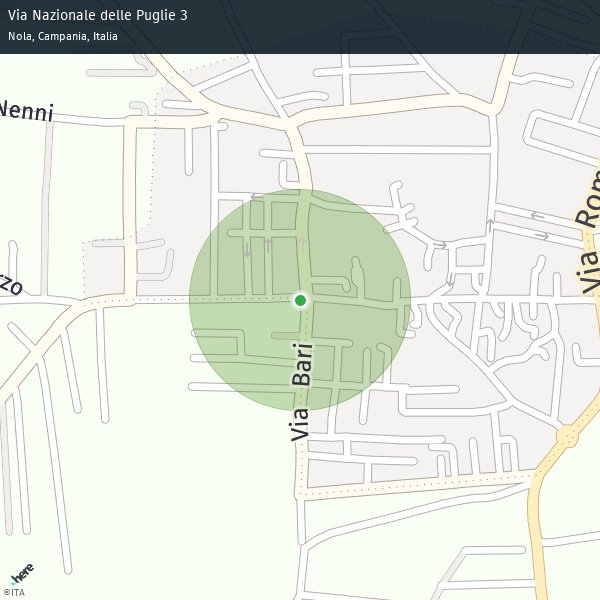 Via Nazionale delle Puglie 3
Nola, Campania, Italia
Nenni
Via Rom
rzo
Via Bari
here
©ITA